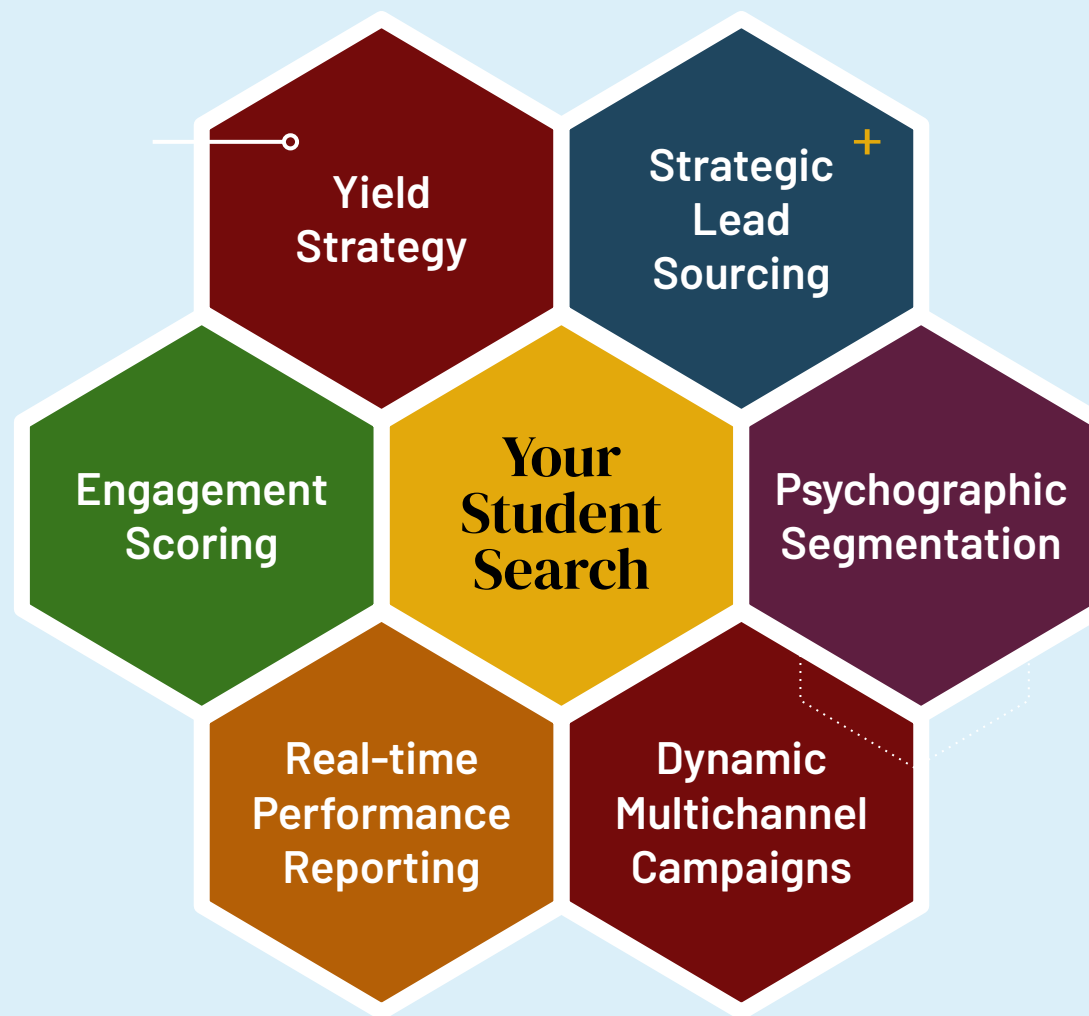 Yield
Strategy
Strategic
Lead
Sourcing
Engagement
Scoring
Your
Student
Search
Psychographic
Segmentation
Real-time
Performance
Reporting
Dynamic
Multichannel
Campaigns